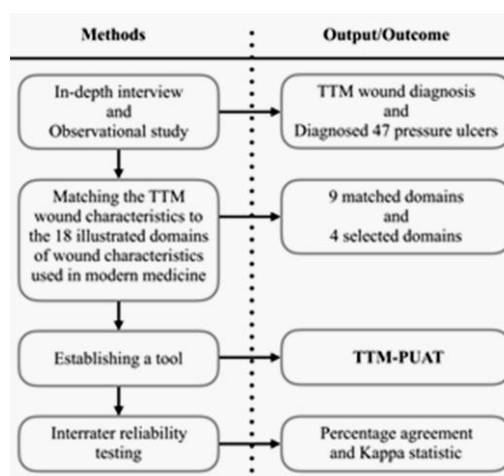 Methods
Output/Outcome
In-depth interview
and
Observational study
TTM wound diagnosis
and
Diagnosed 47 pressure ulcers
Matching the TTM
wound characteristics to
the 18 illustrated domains
of wound characteristics
used in modern medicine
9 matched domains
and
4 selected domains
Establishing a tool
TTM-PUAT
Interrater reliability
testing
Percentage agreement
and Kappa statistic